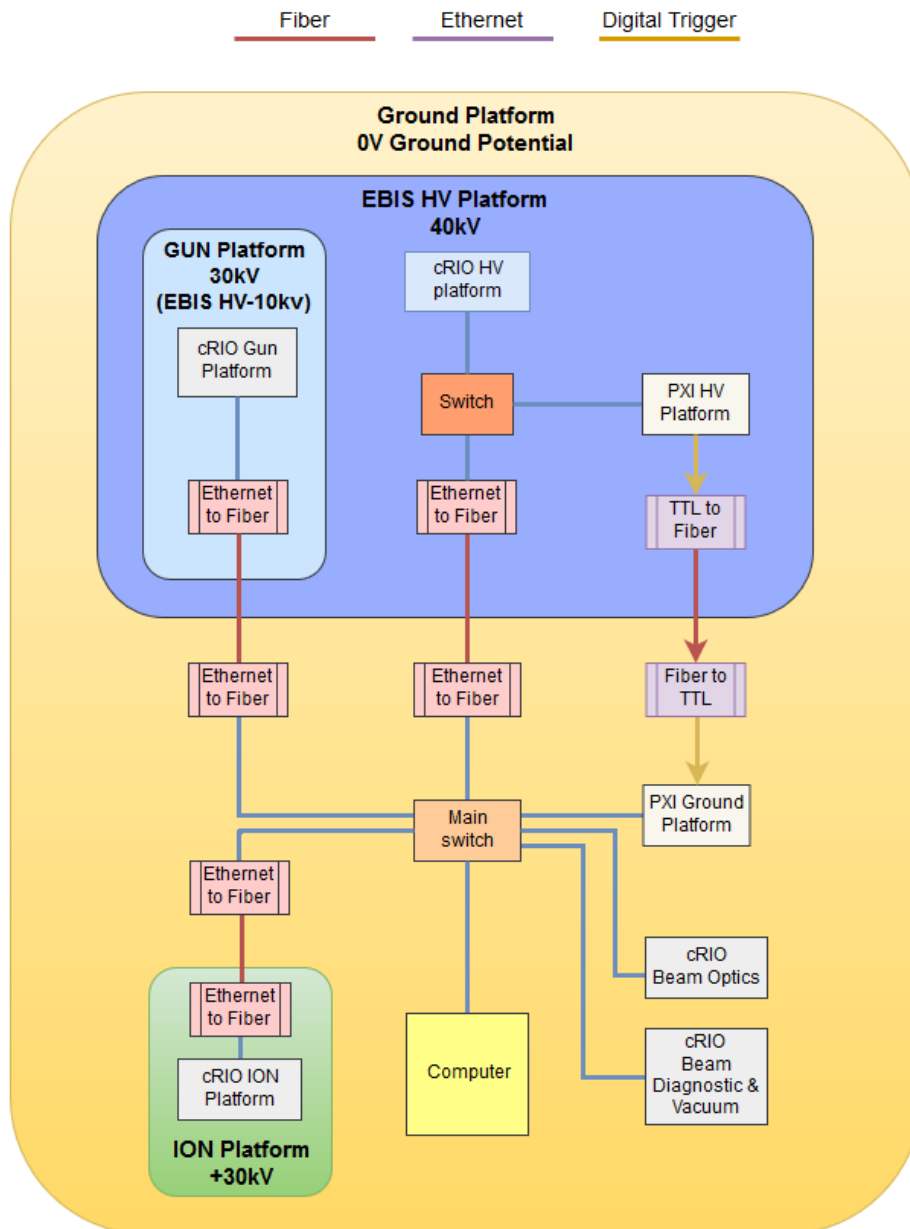 Fiber
Ethernet
Digital Trigger
Ground Platform
0V Ground Potential
EBIS HV Platform
40kV
GUN Platform
30kV
(EBIS HV-10kv)
cRIO HV
platform
cRIO Gun
Platform
Switch
PXI HV
Platform
Ethernet
to Fiber
Ethernet
to Fiber
TTL to
Fiber
Ethernet
to Fiber
Ethernet
to Fiber
Fiber to
TTL
Main
switch
PXI Ground
Platform
Ethernet
to Fiber
cRIO
Beam Optics
Ethernet
to Fiber
cRIO ION
Platform
Computer
cRIO
Beam
Diagnostic &
Vacuum
ION Platform
+30kV